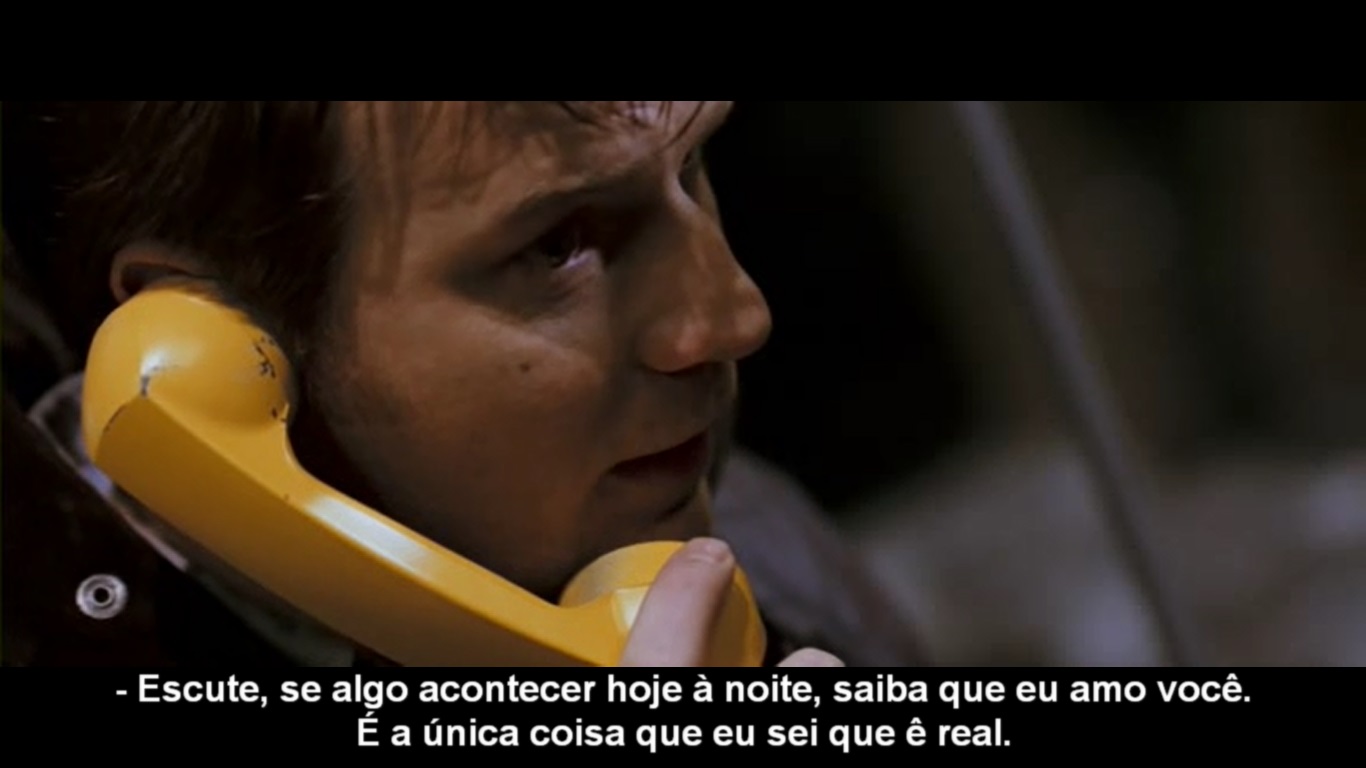 - Escute, se algo acontecer hoje à noite, saiba que eu amo você.
É a única coisa que eu sei que ê real.